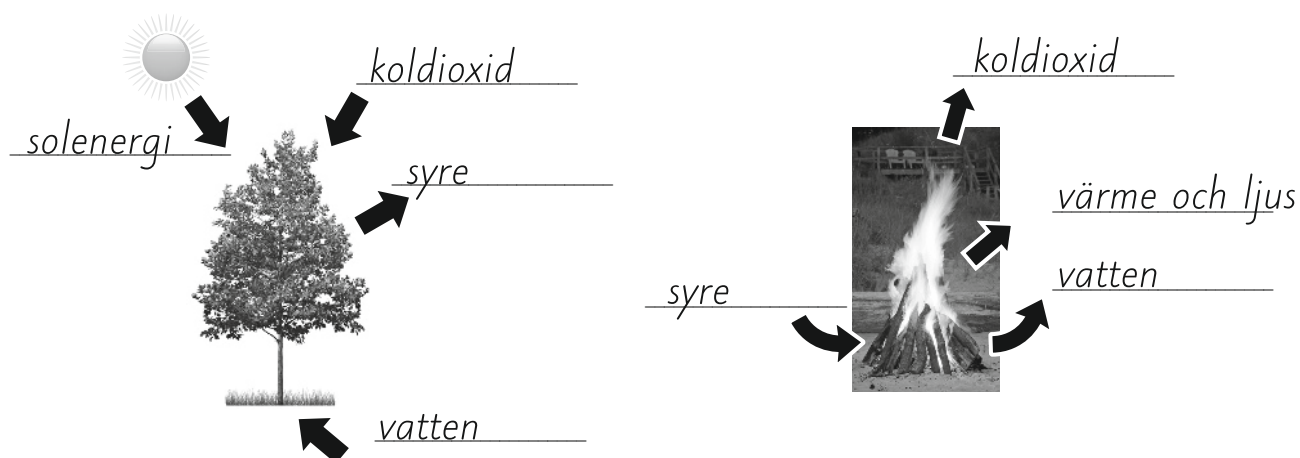 koldioxid
solenergi
syre
vatten
koldioxid
värme och ljus
syre
vatten